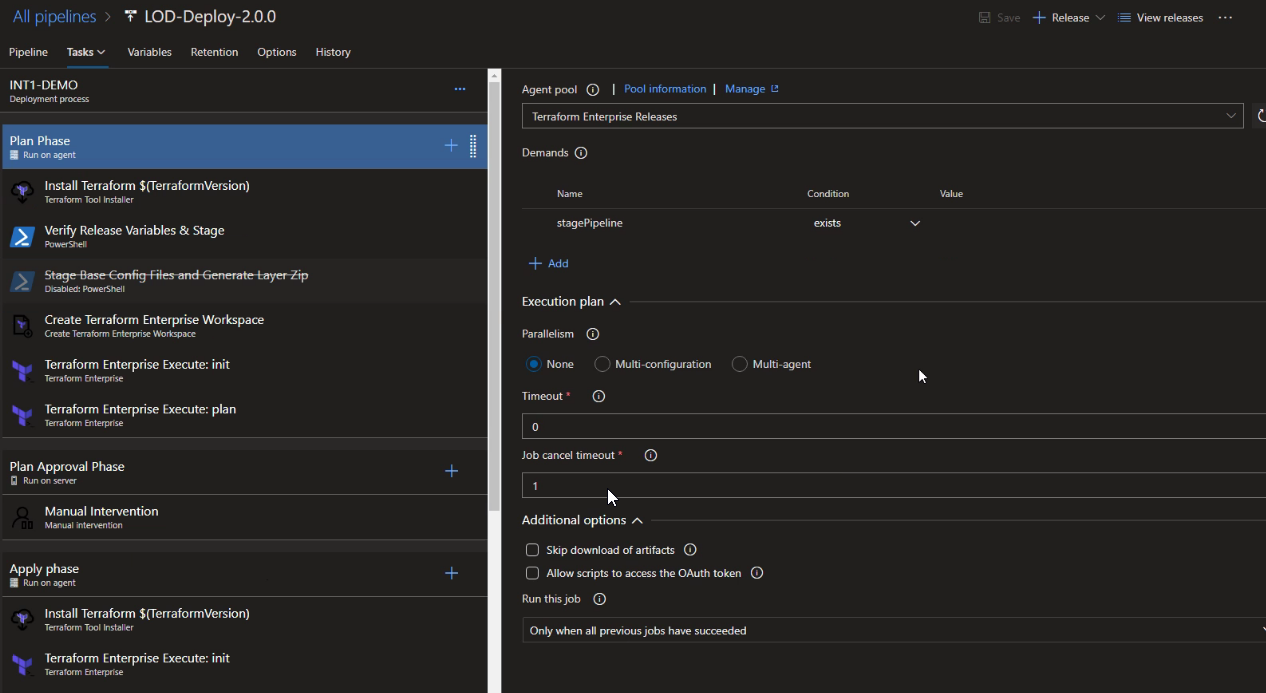 All pipelines > LOD-Deploy-2.0.0
Save
Release
View releases
Pipeline
Tasks
Variables
Retention
Options
History
INT1-DEMO
Deployment process
Plan Phase
Run on agent
Install Terraform $(TerraformVersion)
Terraform Tool Installer
Verify Release Variables & Stage
PowerShell
Stage Base Config Files and Generate Layer Zip
Disabled: PowerShell
Create Terraform Enterprise Workspace
Create Terraform Enterprise Workspace
Terraform Enterprise Execute: init
Terraform Enterprise
Terraform Enterprise Execute: plan
Terraform Enterprise
Plan Approval Phase
Run on server
Manual Intervention
Manual intervention
Apply phase
Run on agent
Install Terraform $(TerraformVersion)
Terraform Tool Installer
Terraform Enterprise Execute: init
Terraform Enterprise
Agent pool | Pool information | Manage
Terraform Enterprise Releases
Demands
Name Condition Value
stagePipeline exists
+ Add
Execution plan
Parallelism
None Multi-configuration Multi-agent
Timeout *
0
Job cancel timeout *
1
Additional options
Skip download of artifacts
Allow scripts to access the OAuth token
Run this job
Only when all previous jobs have succeeded